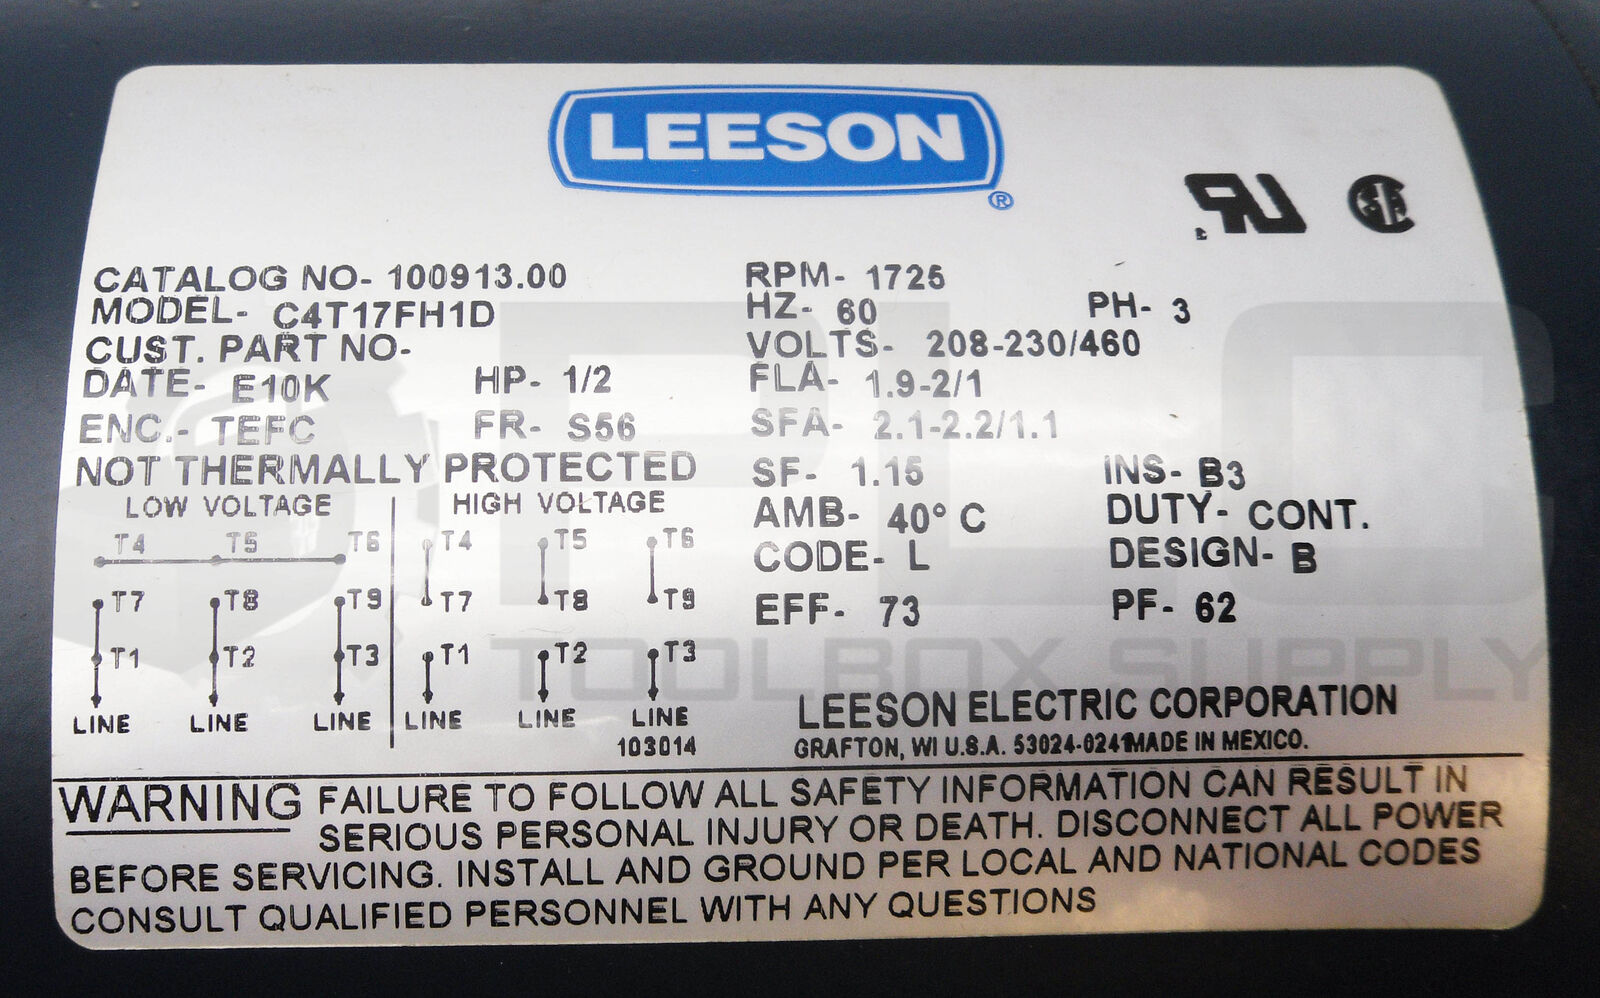 LEESON
®
CATALOG NO- 100913.00
MODEL- C4T17FH1D
CUST. PART NO-
DATE- E10K HP- 1/2
ENC.- TEFC FR- S56
NOT THERMALLY PROTECTED
RPM- 1725
HZ- 60 PH- 3
VOLTS- 208-230/460
FLA- 1.9-2/1
SFA- 2.1-2.2/1.1
SF- 1.15 INS- B3
AMB- 40° C DUTY- CONT.
CODE- L DESIGN- B
EFF- 73 PF- 62
LOW VOLTAGE
T4 T5 T6
T7 T8 T9
T1 T2 T3
LINE LINE LINE
HIGH VOLTAGE
T4 T5 T6
T7 T8 T9
T1 T2 T3
LINE LINE LINE
103014
LEESON ELECTRIC CORPORATION
GRAFTON, WI U.S.A. 53024-0241MADE IN MEXICO.
WARNING FAILURE TO FOLLOW ALL SAFETY INFORMATION CAN RESULT IN
SERIOUS PERSONAL INJURY OR DEATH. DISCONNECT ALL POWER
BEFORE SERVICING. INSTALL AND GROUND PER LOCAL AND NATIONAL CODES
CONSULT QUALIFIED PERSONNEL WITH ANY QUESTIONS
PLC
TOOLBOX SUPPLY